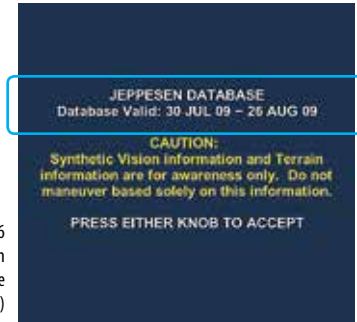 JEPPESEN DATABASE
Database Valid: 30 JUL 09 – 26 AUG 09
CAUTION:
Synthetic Vision information and Terrain
information are for awareness only. Do not
maneuver based solely on this information.
PRESS EITHER KNOB TO ACCEPT
6
n
e
)